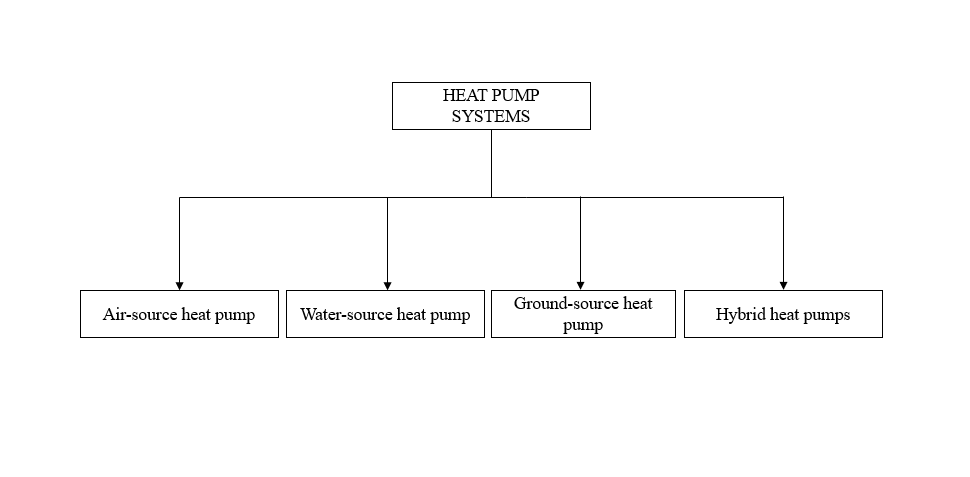 HEAT PUMP
SYSTEMS
Air-source heat pump
Water-source heat pump
Ground-source heat
pump
Hybrid heat pumps